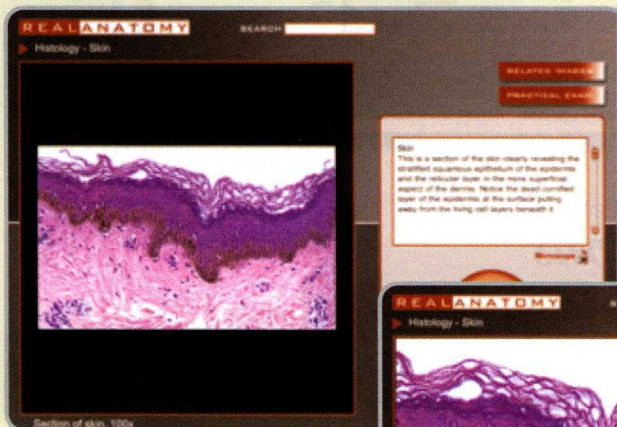 REALANATOMY
SEARCH
Histology - Skin
RELATED IMAGES
PRACTICAL EXAM
Skin
This is a section of the skin clearly revealing the
stratified squamous epithelium of the epidermis
and the reticular layer in the more superficial
aspect of the dermis. Notice the dead cornified
layer of the epidermis at the surface pulling
away from the living cell layers beneath it.
Microscope
Section of skin, 100x
REALANATOMY
Histology - Skin